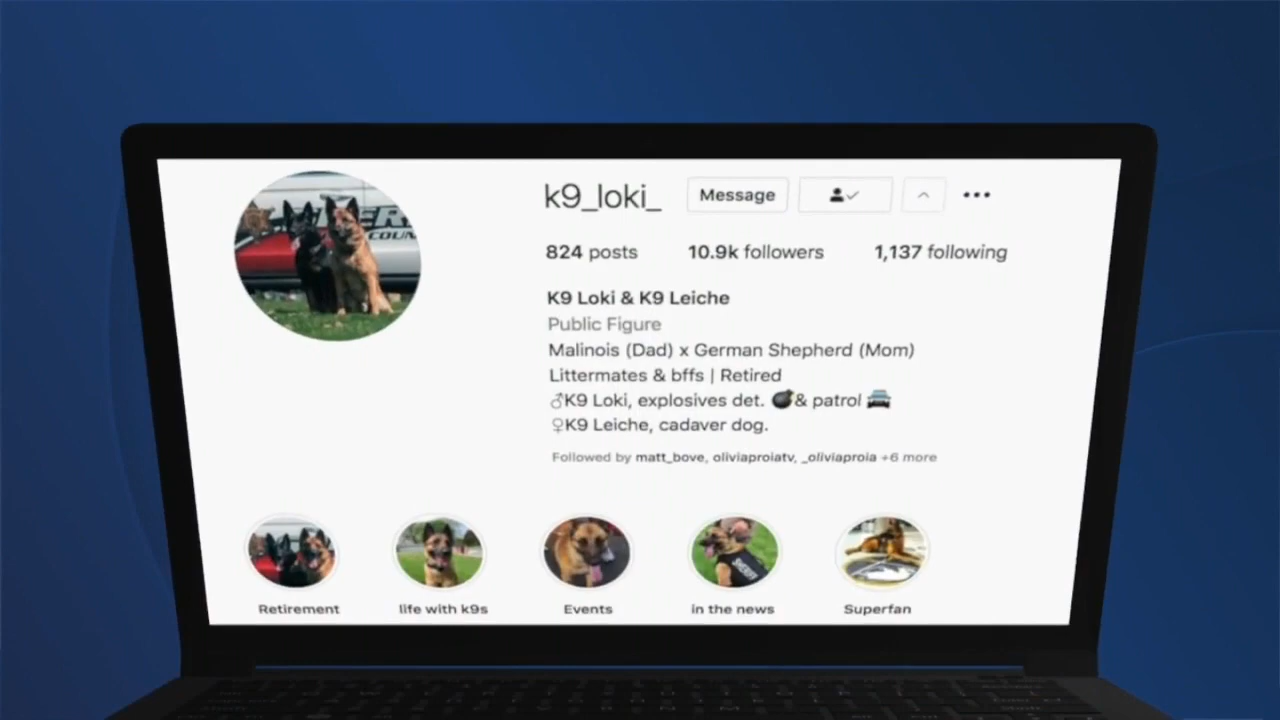 k9_loki_ Message
824 posts 10.9k followers 1,137 following
K9 Loki & K9 Leiche
Public Figure
Malinois (Dad) x German Shepherd (Mom)
Littermates & bffs | Retired
♂K9 Loki, explosives det. 💣& patrol 🚔
♀K9 Leiche, cadaver dog.
Followed by matt_bove, oliviaproiatv, _oliviaproia +6 more
Retirement life with k9s Events in the news Superfan
SHERIFF
COUN